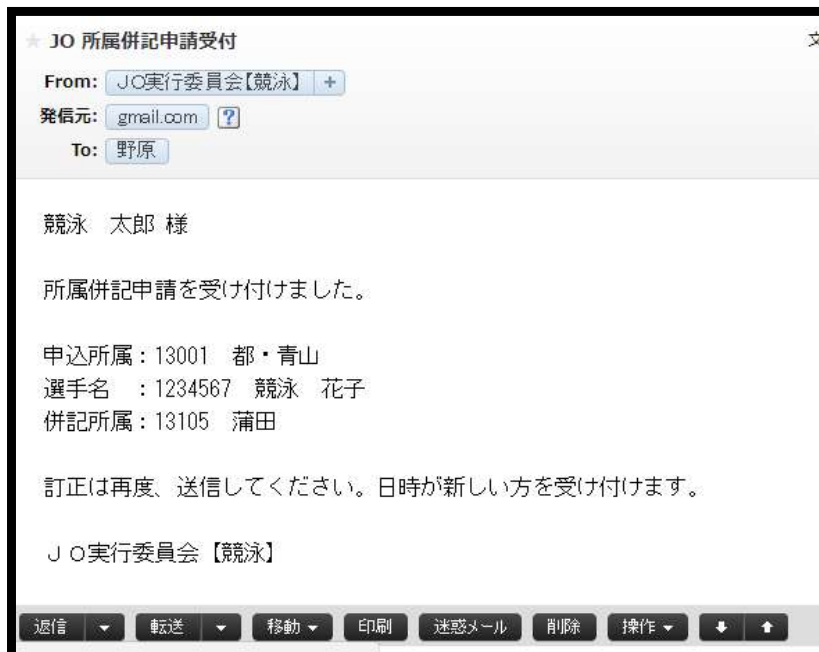 JO 所属併記申請受付
From: JO実行委員会【競泳】 +
発信元: gmail.com ?
To: 野原
競泳　太郎 様
所属併記申請を受け付けました。
申込所属：13001　都・青山
選手名　：1234567　競泳　花子
併記所属：13105　蒲田
訂正は再度、送信してください。日時が新しい方を受け付けます。
ＪＯ実行委員会【競泳】
返信 転送 移動 印刷 迷惑メール 削除 操作